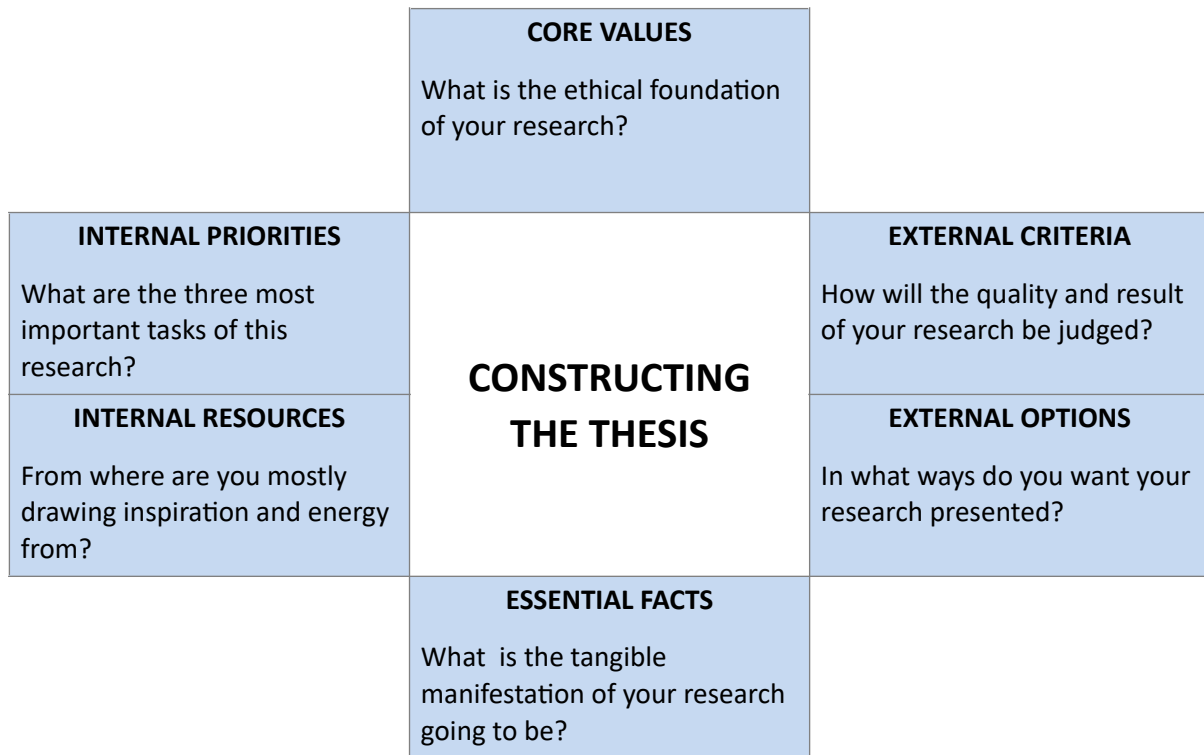 CORE VALUES
What is the ethical foundation
of your research?
INTERNAL PRIORITIES
What are the three most
important tasks of this
research?
EXTERNAL CRITERIA
How will the quality and result
of your research be judged?
CONSTRUCTING
THE THESIS
INTERNAL RESOURCES
From where are you mostly
drawing inspiration and energy
from?
EXTERNAL OPTIONS
In what ways do you want your
research presented?
ESSENTIAL FACTS
What  is the tangible
manifestation of your research
going to be?